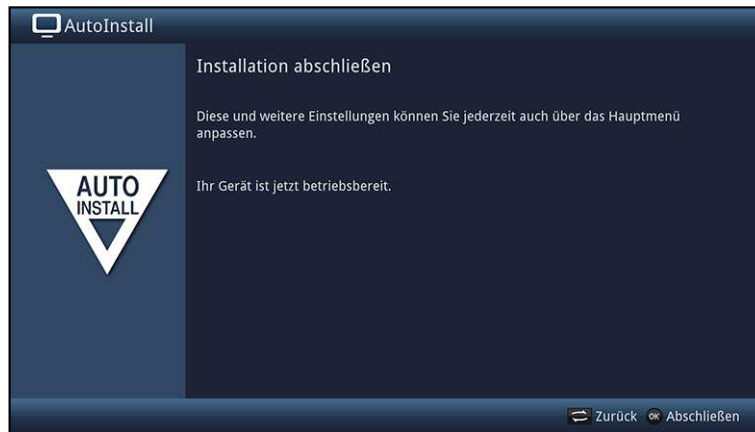 AutoInstall
Installation abschließen
Diese und weitere Einstellungen können Sie jederzeit auch über das Hauptmenü
anpassen.
AUTO
INSTALL
Ihr Gerät ist jetzt betriebsbereit.
Zurück OK Abschließen